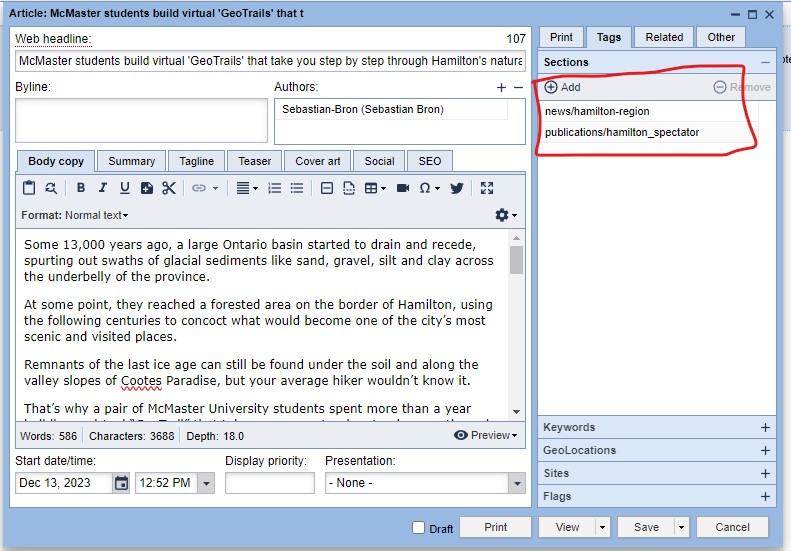 Article: McMaster students build virtual 'GeoTrails' that t
Web headline: 107
McMaster students build virtual 'GeoTrails' that take you step by step through Hamilton's natura
Byline:
Authors: + −
Sebastian-Bron (Sebastian Bron)
Body copy Summary Tagline Teaser Cover art Social SEO
B I U Ω
Format: Normal text
Some 13,000 years ago, a large Ontario basin started to drain and recede,
spurting out swaths of glacial sediments like sand, gravel, silt and clay across
the underbelly of the province.
At some point, they reached a forested area on the border of Hamilton, using
the following centuries to concoct what would become one of the city's most
scenic and visited places.
Remnants of the last ice age can still be found under the soil and along the
valley slopes of Cootes Paradise, but your average hiker wouldn't know it.
That's why a pair of McMaster University students spent more than a year
Words: 586 Characters: 3688 Depth: 18.0 Preview
Start date/time: Display priority: Presentation:
Dec 13, 2023 12:52 PM - None -
Print Tags Related Other
Sections −
Add Remove
news/hamilton-region
publications/hamilton_spectator
Keywords +
GeoLocations +
Sites +
Flags +
Draft Print View Save Cancel